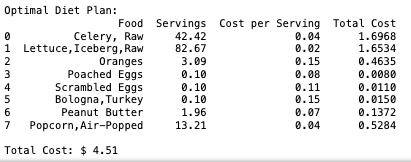 Optimal Diet Plan:
Food Servings Cost per Serving Total Cost
0 Celery, Raw 42.42 0.04 1.6968
1 Lettuce,Iceberg,Raw 82.67 0.02 1.6534
2 Oranges 3.09 0.15 0.4635
3 Poached Eggs 0.10 0.08 0.0080
4 Scrambled Eggs 0.10 0.11 0.0110
5 Bologna,Turkey 0.10 0.15 0.0150
6 Peanut Butter 1.96 0.07 0.1372
7 Popcorn,Air-Popped 13.21 0.04 0.5284
Total Cost: $ 4.51